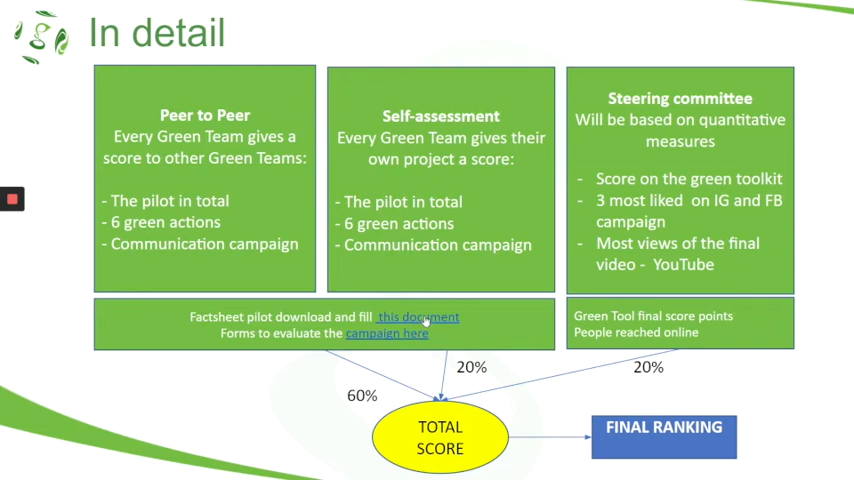 In detail
Peer to Peer
Every Green Team gives a
score to other Green Teams:
- The pilot in total
- 6 green actions
- Communication campaign
Self-assessment
Every Green Team gives their
own project a score:
- The pilot in total
- 6 green actions
- Communication campaign
Steering committee
Will be based on quantitative
measures
- Score on the green toolkit
- 3 most liked on IG and FB
campaign
- Most views of the final
video - YouTube
Factsheet pilot download and fill this document
Forms to evaluate the campaign here
Green Tool final score points
People reached online
60%
20%
20%
TOTAL
SCORE
FINAL RANKING